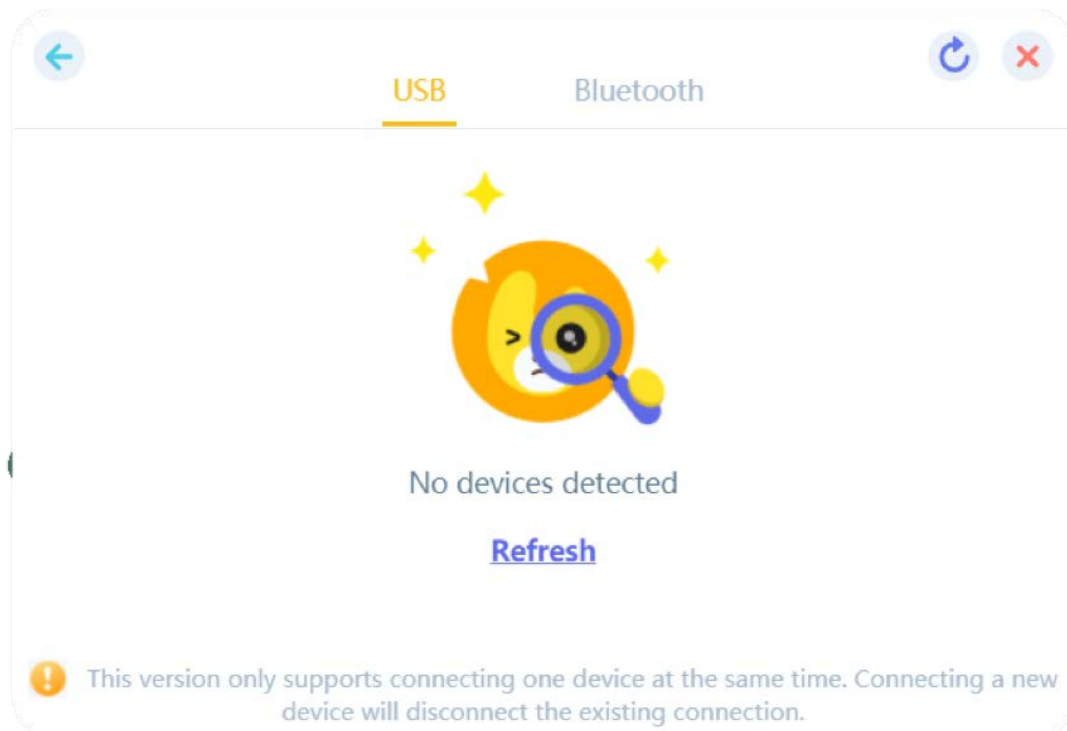 USB
Bluetooth
No devices detected
Refresh
This version only supports connecting one device at the same time. Connecting a new
device will disconnect the existing connection.